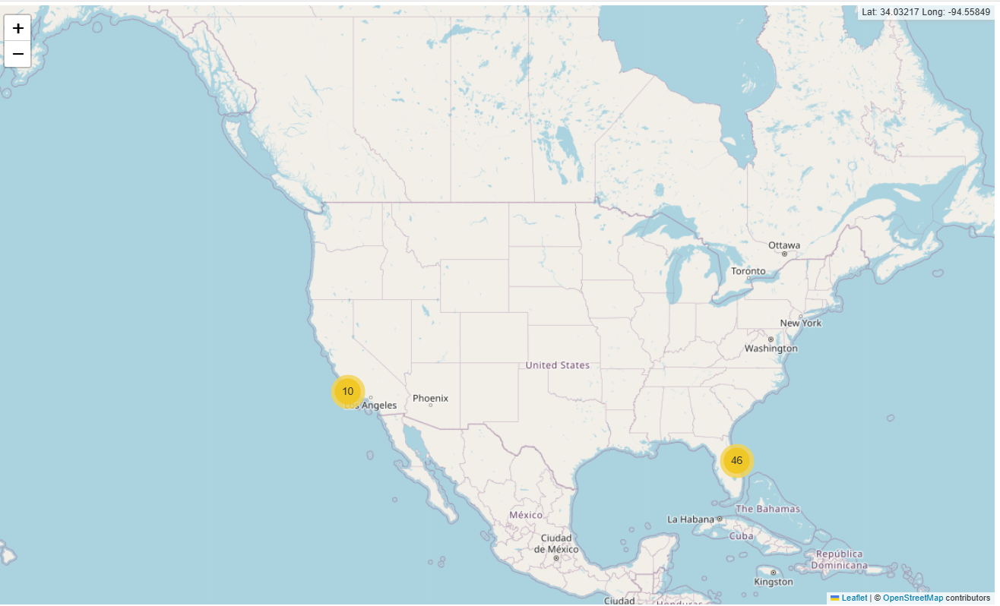 +
Lat: 34.03217 Long: -94.55849
−
Ottawa
Toronto
New York
Washington
United States
10
Los Angeles
Phoenix
46
The Bahamas
México
La Habana
Cuba
Ciudad
de México
República
Dominicana
Kingston
Ciudad
Honduras
Leaflet | © OpenStreetMap contributors